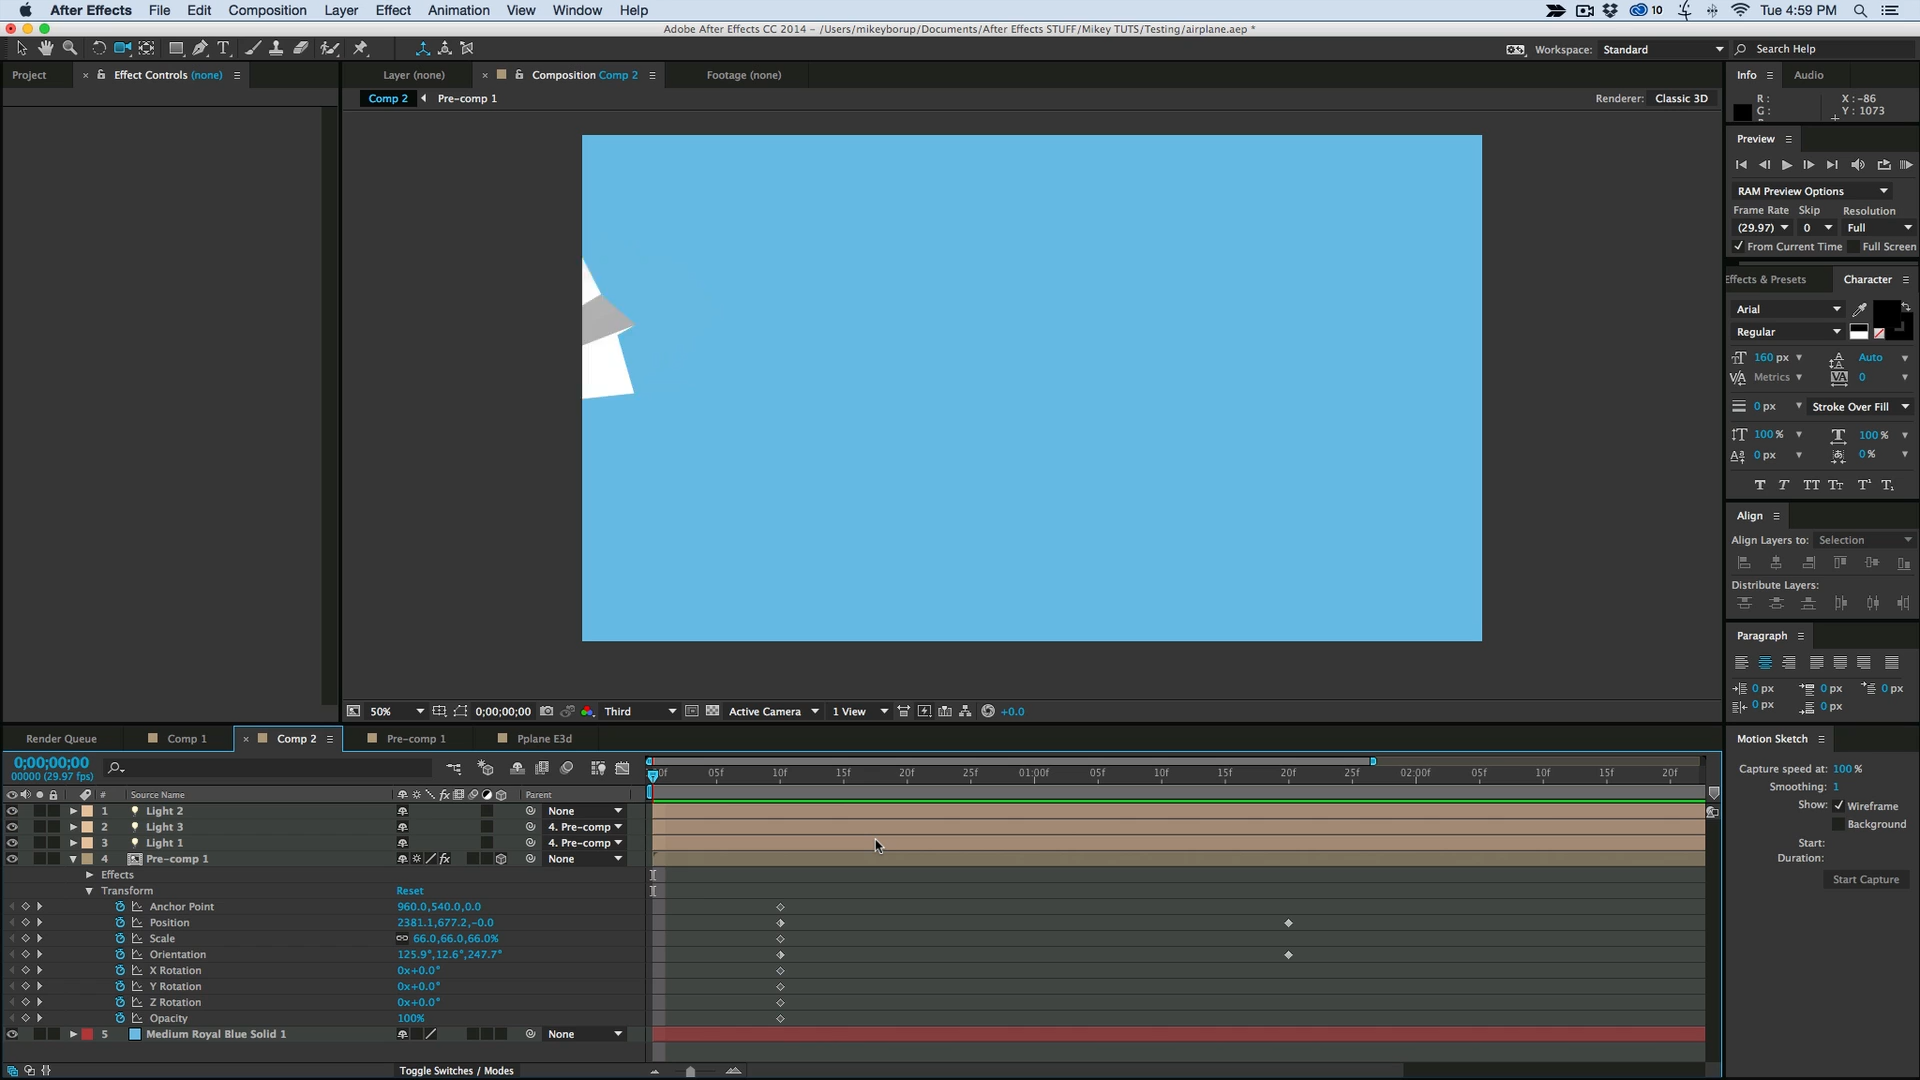 After Effects File Edit Composition Layer Effect Animation View Window Help 10 Tue 4:59 PM
Adobe After Effects CC 2014 - /Users/mikeyborup/Documents/After Effects STUFF/Mikey TUTS/Testing/airplane.aep *
Workspace: Standard Search Help
Project Effect Controls (none) Layer (none) Composition Comp 2 Footage (none) Info Audio
Comp 2 Pre-comp 1 Renderer: Classic 3D
R: X : -86
G: Y : 1073
Preview
RAM Preview Options
Frame Rate Skip Resolution
(29.97) 0 Full
From Current Time Full Screen
Effects & Presets Character
Arial
Regular
160 px Auto
Metrics 0
0 px Stroke Over Fill
100 % 100 %
0 px 0 %
T T TT Tт T¹ T₁
Align
Align Layers to: Selection
Distribute Layers:
Paragraph
0 px 0 px 0 px
0 px 0 px
50% 0;00;00;00 Third Active Camera 1 View +0.0
Render Queue Comp 1 Comp 2 Pre-comp 1 Pplane E3d
0;00;00;00
00000 (29.97 fps)
05f 10f 15f 20f 25f 01:00f 05f 10f 15f 20f 25f 02:00f 05f 10f 15f 20f
# Source Name Parent
1 Light 2 None
2 Light 3 4. Pre-comp
3 Light 1 4. Pre-comp
4 Pre-comp 1 fx None
Effects
Transform Reset
Anchor Point 960.0,540.0,0.0
Position 2381.1,677.2,-0.0
Scale 66.0,66.0,66.0%
Orientation 125.9°,12.6°,247.7°
X Rotation 0x+0.0°
Y Rotation 0x+0.0°
Z Rotation 0x+0.0°
Opacity 100%
5 Medium Royal Blue Solid 1 None
Toggle Switches / Modes
Motion Sketch
Capture speed at: 100 %
Smoothing: 1
Show: Wireframe
Background
Start:
Duration:
Start Capture